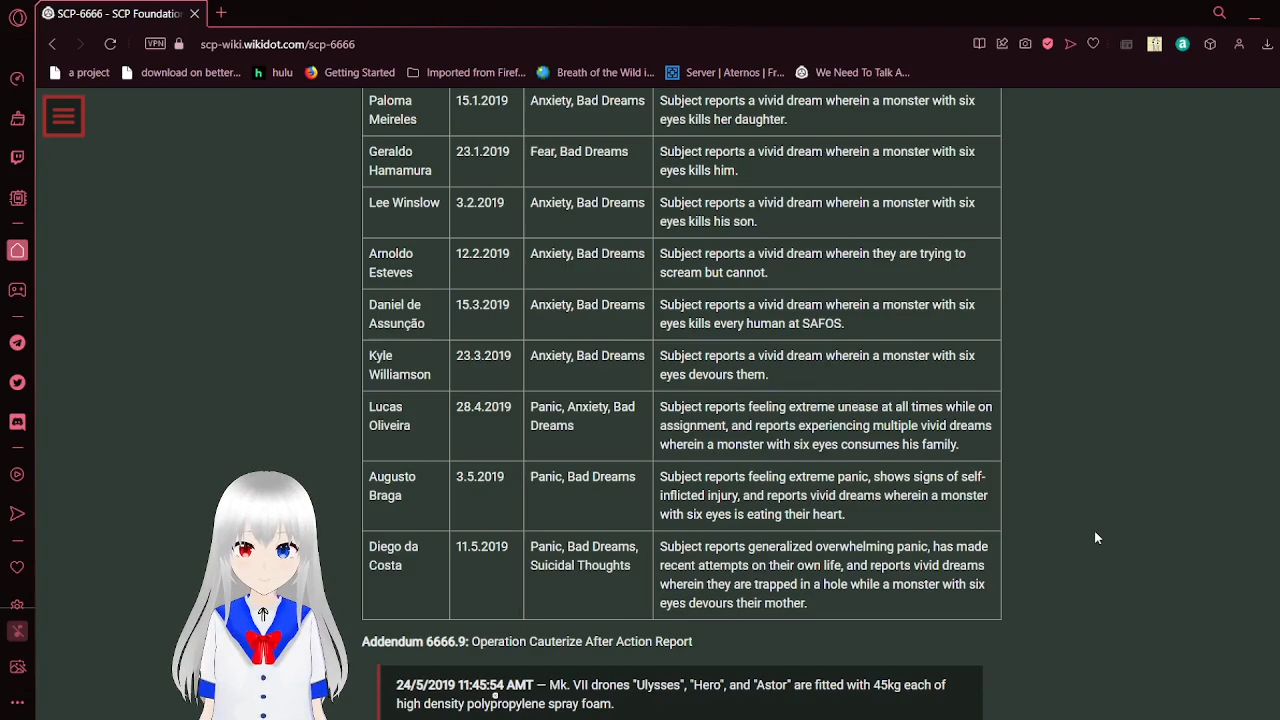 SCP-6666 - SCP Foundatio
scp-wiki.wikidot.com/scp-6666
VPN
a project
download on better...
h hulu
Getting Started
Imported from Firef...
Breath of the Wild i...
Server | Aternos | Fr...
We Need To Talk A...
Paloma 15.1.2019 Anxiety, Bad Dreams Subject reports a vivid dream wherein a monster with six
Meireles eyes kills her daughter.
Geraldo 23.1.2019 Fear, Bad Dreams Subject reports a vivid dream wherein a monster with six
Hamamura eyes kills him.
Lee Winslow 3.2.2019 Anxiety, Bad Dreams Subject reports a vivid dream wherein a monster with six
eyes kills his son.
Arnoldo 12.2.2019 Anxiety, Bad Dreams Subject reports a vivid dream wherein they are trying to
Esteves scream but cannot.
Daniel de 15.3.2019 Anxiety, Bad Dreams Subject reports a vivid dream wherein a monster with six
Assunção eyes kills every human at SAFOS.
Kyle 23.3.2019 Anxiety, Bad Dreams Subject reports a vivid dream wherein a monster with six
Williamson eyes devours them.
Lucas 28.4.2019 Panic, Anxiety, Bad Subject reports feeling extreme unease at all times while on
Oliveira Dreams assignment, and reports experiencing multiple vivid dreams
wherein a monster with six eyes consumes his family.
Augusto 3.5.2019 Panic, Bad Dreams Subject reports feeling extreme panic, shows signs of self-
Braga inflicted injury, and reports vivid dreams wherein a monster
with six eyes is eating their heart.
Diego da 11.5.2019 Panic, Bad Dreams, Subject reports generalized overwhelming panic, has made
Costa Suicidal Thoughts recent attempts on their own life, and reports vivid dreams
wherein they are trapped in a hole while a monster with six
eyes devours their mother.
Addendum 6666.9: Operation Cauterize After Action Report
24/5/2019 11:45:54 AMT — Mk. VII drones "Ulysses", "Hero", and "Astor" are fitted with 45kg each of
high density polypropylene spray foam.